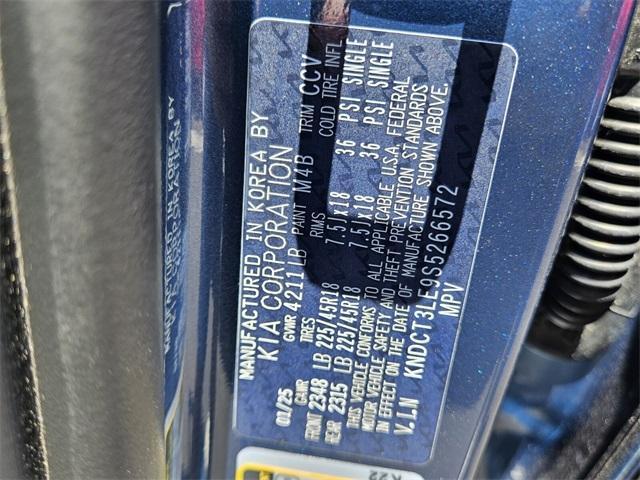 MANUFACTURED IN KOREA BY
KIA CORPORATION
01/25 GVWR 4211 LB PAINT M4B TRIM CCV
GAWR TIRES RIMS COLD TIRE INFL
FRONT 2348 LB 225/45R18 7.5JX18 36 PSI SINGLE
REAR 2315 LB 225/45R18 7.5JX18 36 PSI SINGLE
THIS VEHICLE CONFORMS TO ALL APPLICABLE U.S.A. FEDERAL
MOTOR VEHICLE SAFETY AND THEFT PREVENTION STANDARDS
IN EFFECT ON THE DATE OF MANUFACTURE SHOWN ABOVE.
V.I.N KNDCT3LE9S5266572
MPV
K22